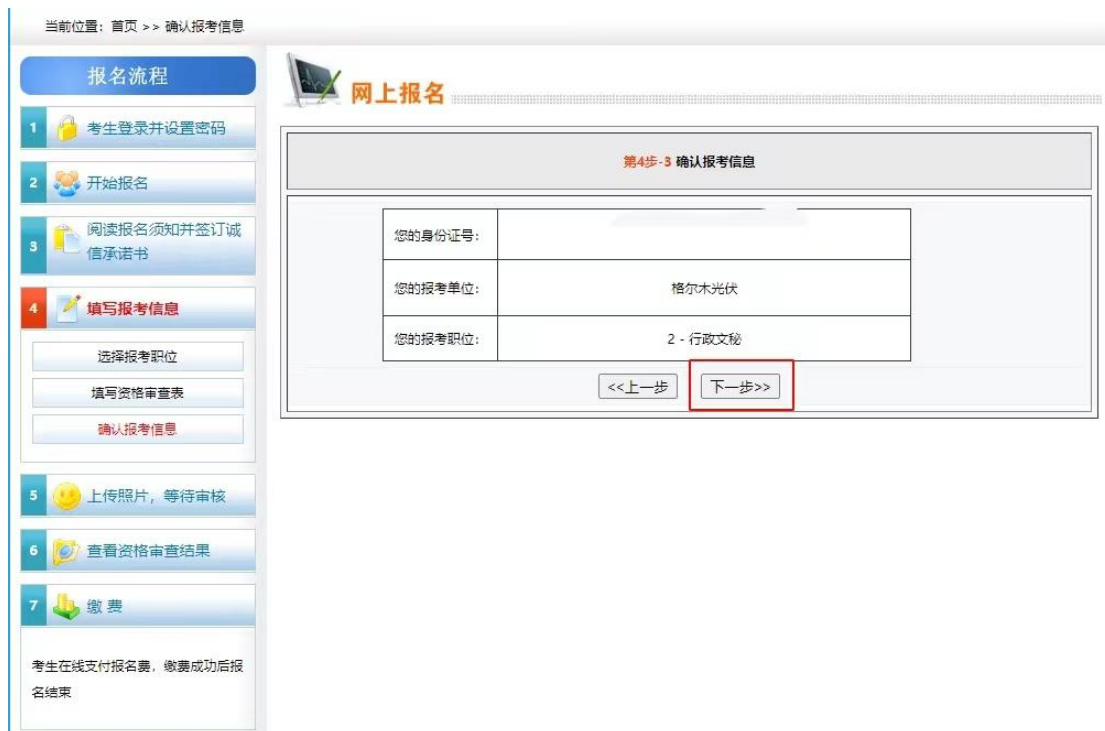 当前位置：首页 >> 确认报考信息
报名流程
1 考生登录并设置密码
2 开始报名
3 阅读报名须知并签订诚
信承诺书
4 填写报考信息
选择报考职位
填写资格审查表
确认报考信息
5 上传照片，等待审核
6 查看资格审查结果
7 缴 费
考生在线支付报名费，缴费成功后报
名结束
网上报名
第4步-3 确认报考信息
您的身份证号：
您的报考单位： 格尔木光伏
您的报考职位： 2 - 行政文秘
<<上一步 下一步>>